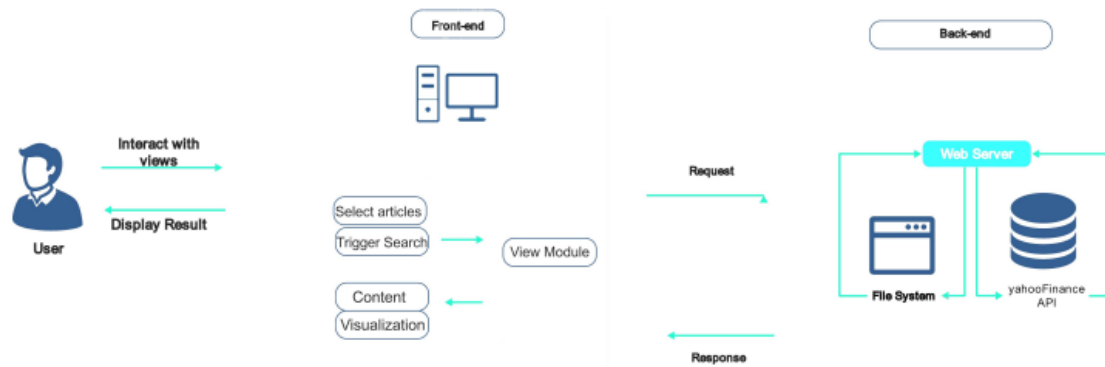 Front-end
Back-end
Interact with
views
Display Result
User
Select articles
Trigger Search
View Module
Content
Visualization
Request
Response
Web Server
File System
yahooFinance
API